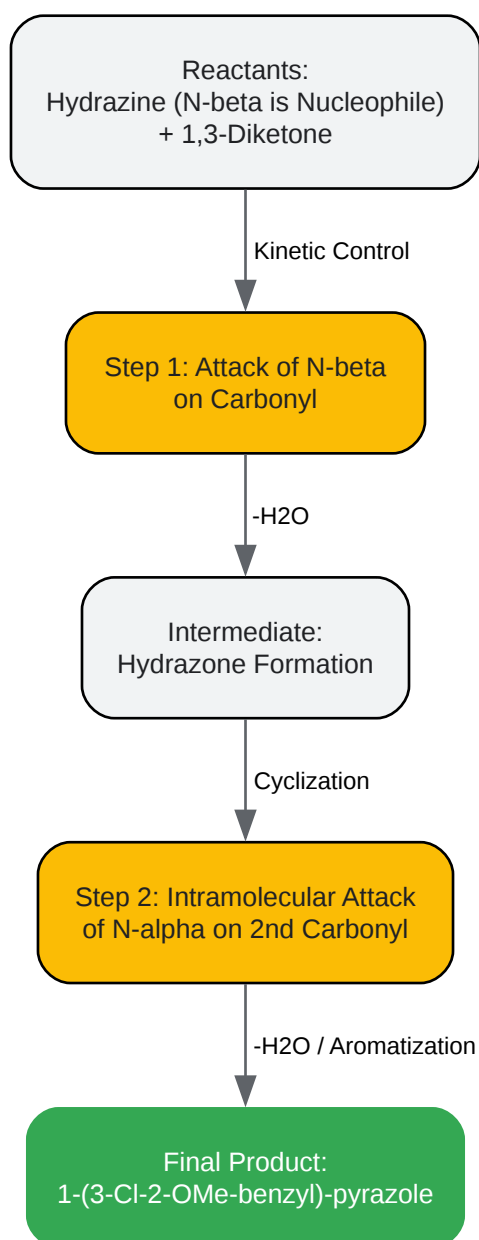 Reactants:
Hydrazine (N-beta is Nucleophile)
+ 1,3-Diketone
Kinetic Control
Step 1: Attack of N-beta
on Carbonyl
-H2O
Intermediate:
Hydrazone Formation
Cyclization
Step 2: Intramolecular Attack
of N-alpha on 2nd Carbonyl
-H2O / Aromatization
Final Product:
1-(3-Cl-2-OMe-benzyl)-pyrazole